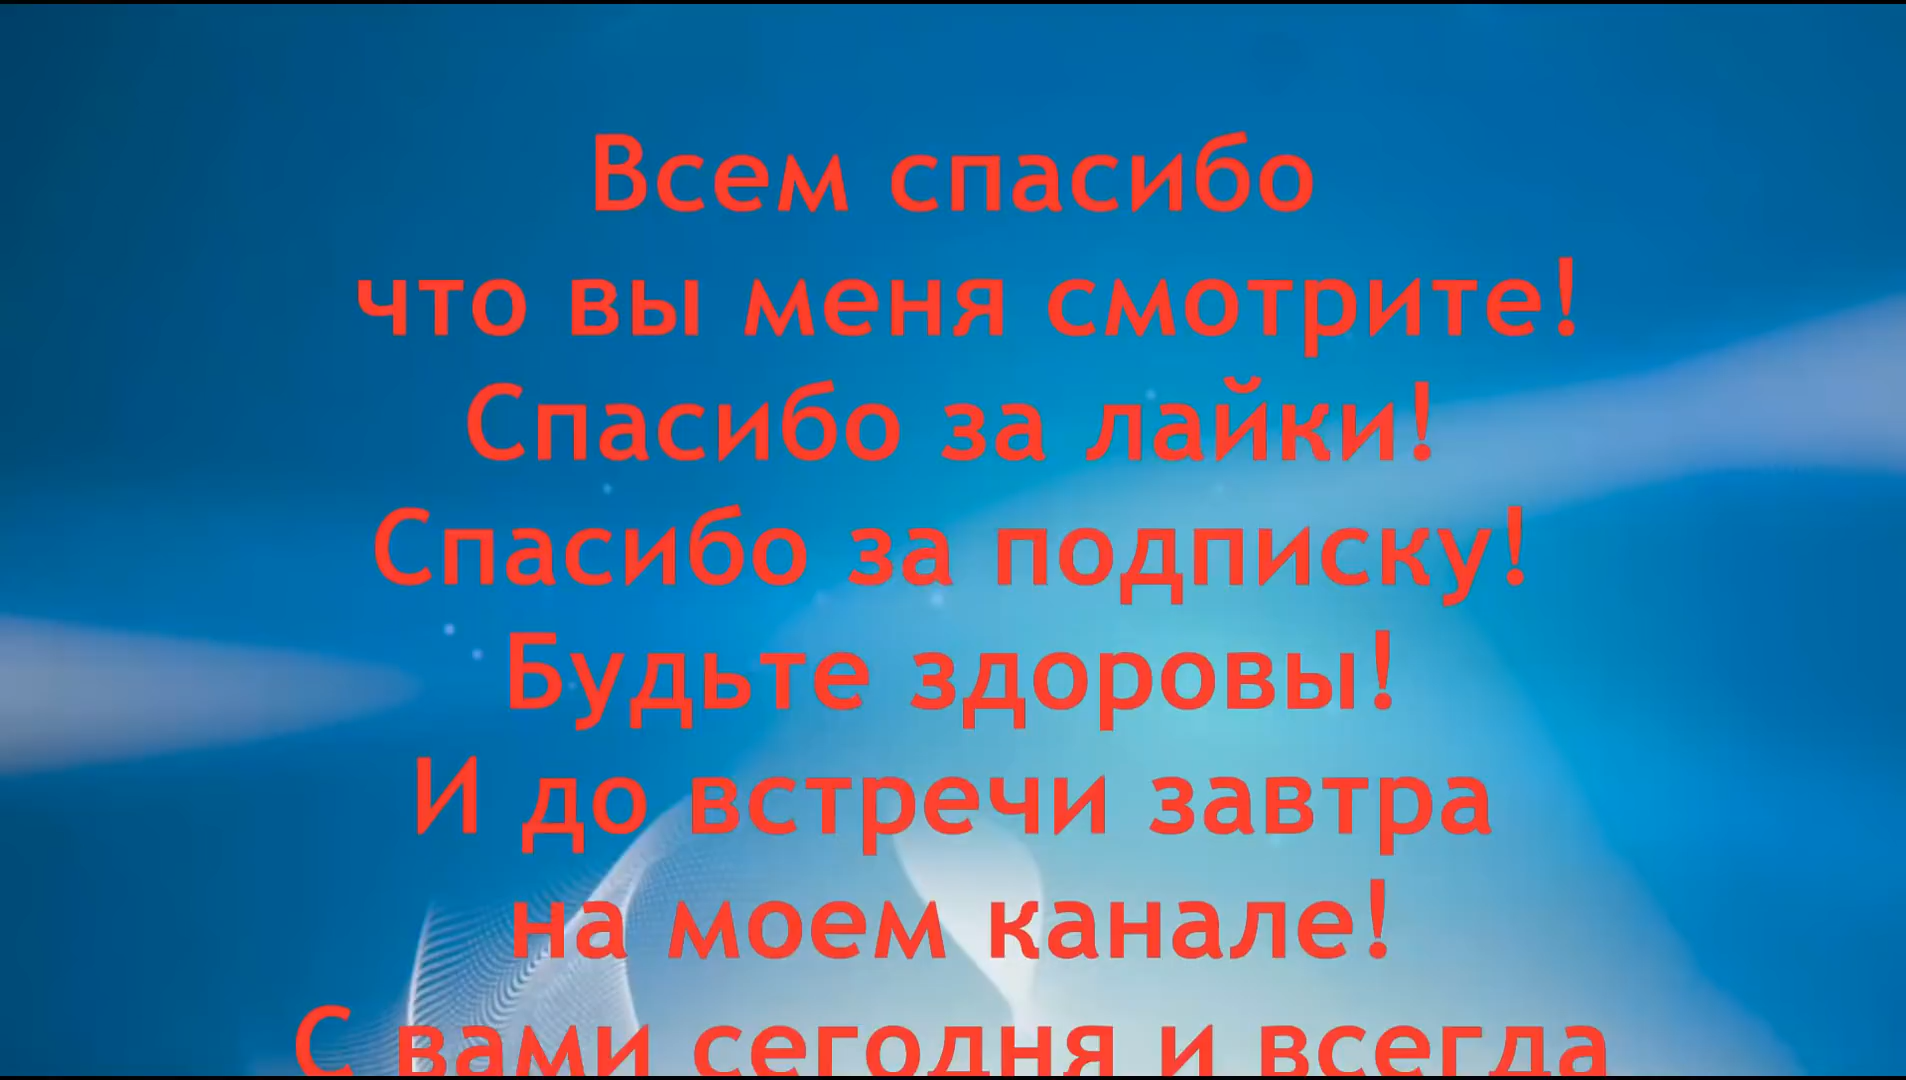 Всем спасибо
что вы меня смотрите!
Спасибо за лайки!
Спасибо за подписку!
Будьте здоровы!
И до встречи завтра
на моем канале!
С вами сегодня и всегда